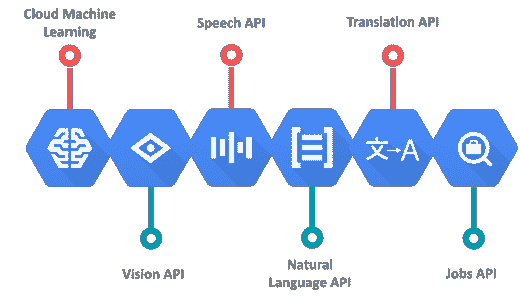 Cloud Machine
Learning
Speech API
Translation API
文→A
Vision API
Natural
Language API
Jobs API